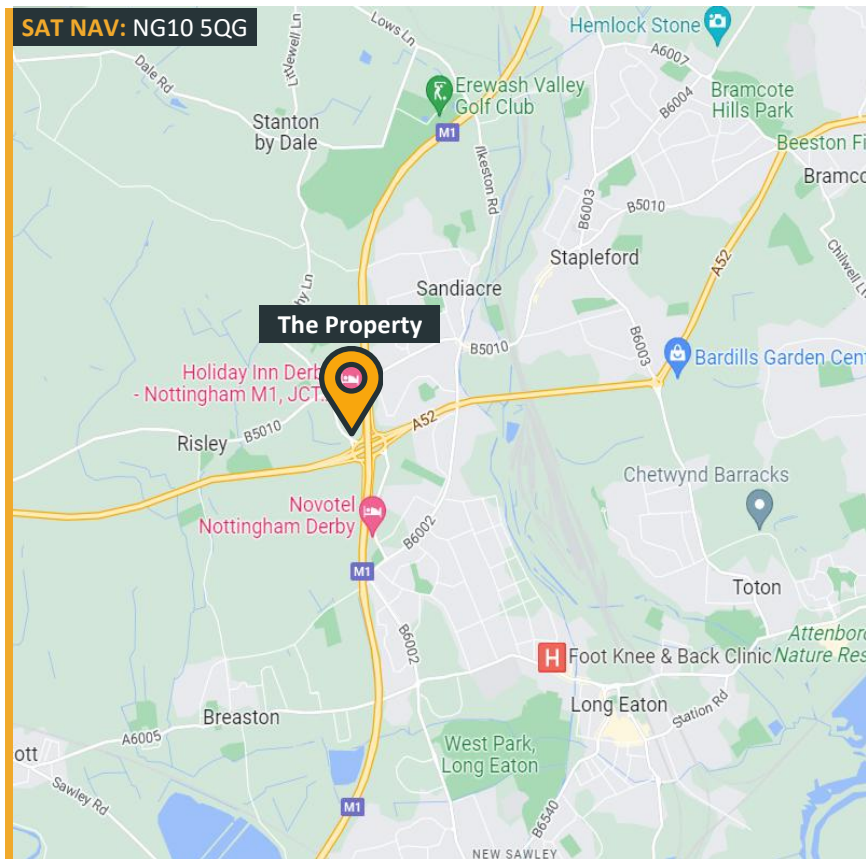 SAT NAV: NG10 5QG
Lows Ln
Hemlock Stone
A6007
Dale Rd
Erewash Valley
Golf Club
B6004
Bramcote
Hills Park
Stanton
by Dale
M1
Ilkeston Rd
B6003
B5010
Stapleford
A52
Chilwell Ln
Sandiacre
The Property
B5010
B6003
Bardills Garden Cent
Holiday Inn Derb
- Nottingham M1, JCT.
A52
Risley
B5010
Chetwynd Barracks
Novotel
Nottingham Derby
B6002
M1
Toton
B6002
H Foot Knee & Back Clinic
Nature Res
Long Eaton
Station Rd
Breaston
A6005
West Park,
Long Eaton
ott
Sawley Rd
M1
B6540
NEW SAWLEY